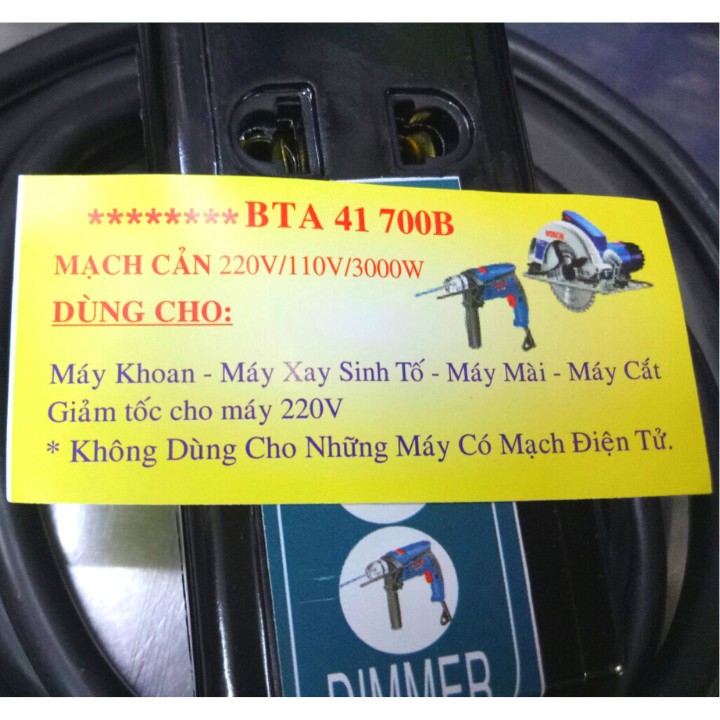 ******** BTA 41 700B
MẠCH CẢN 220V/110V/3000W
DÙNG CHO:
Máy Khoan - Máy Xay Sinh Tố - Máy Mài - Máy Cắt
Giảm tốc cho máy 220V
* Không Dùng Cho Những Máy Có Mạch Điện Tử.
DIMMER